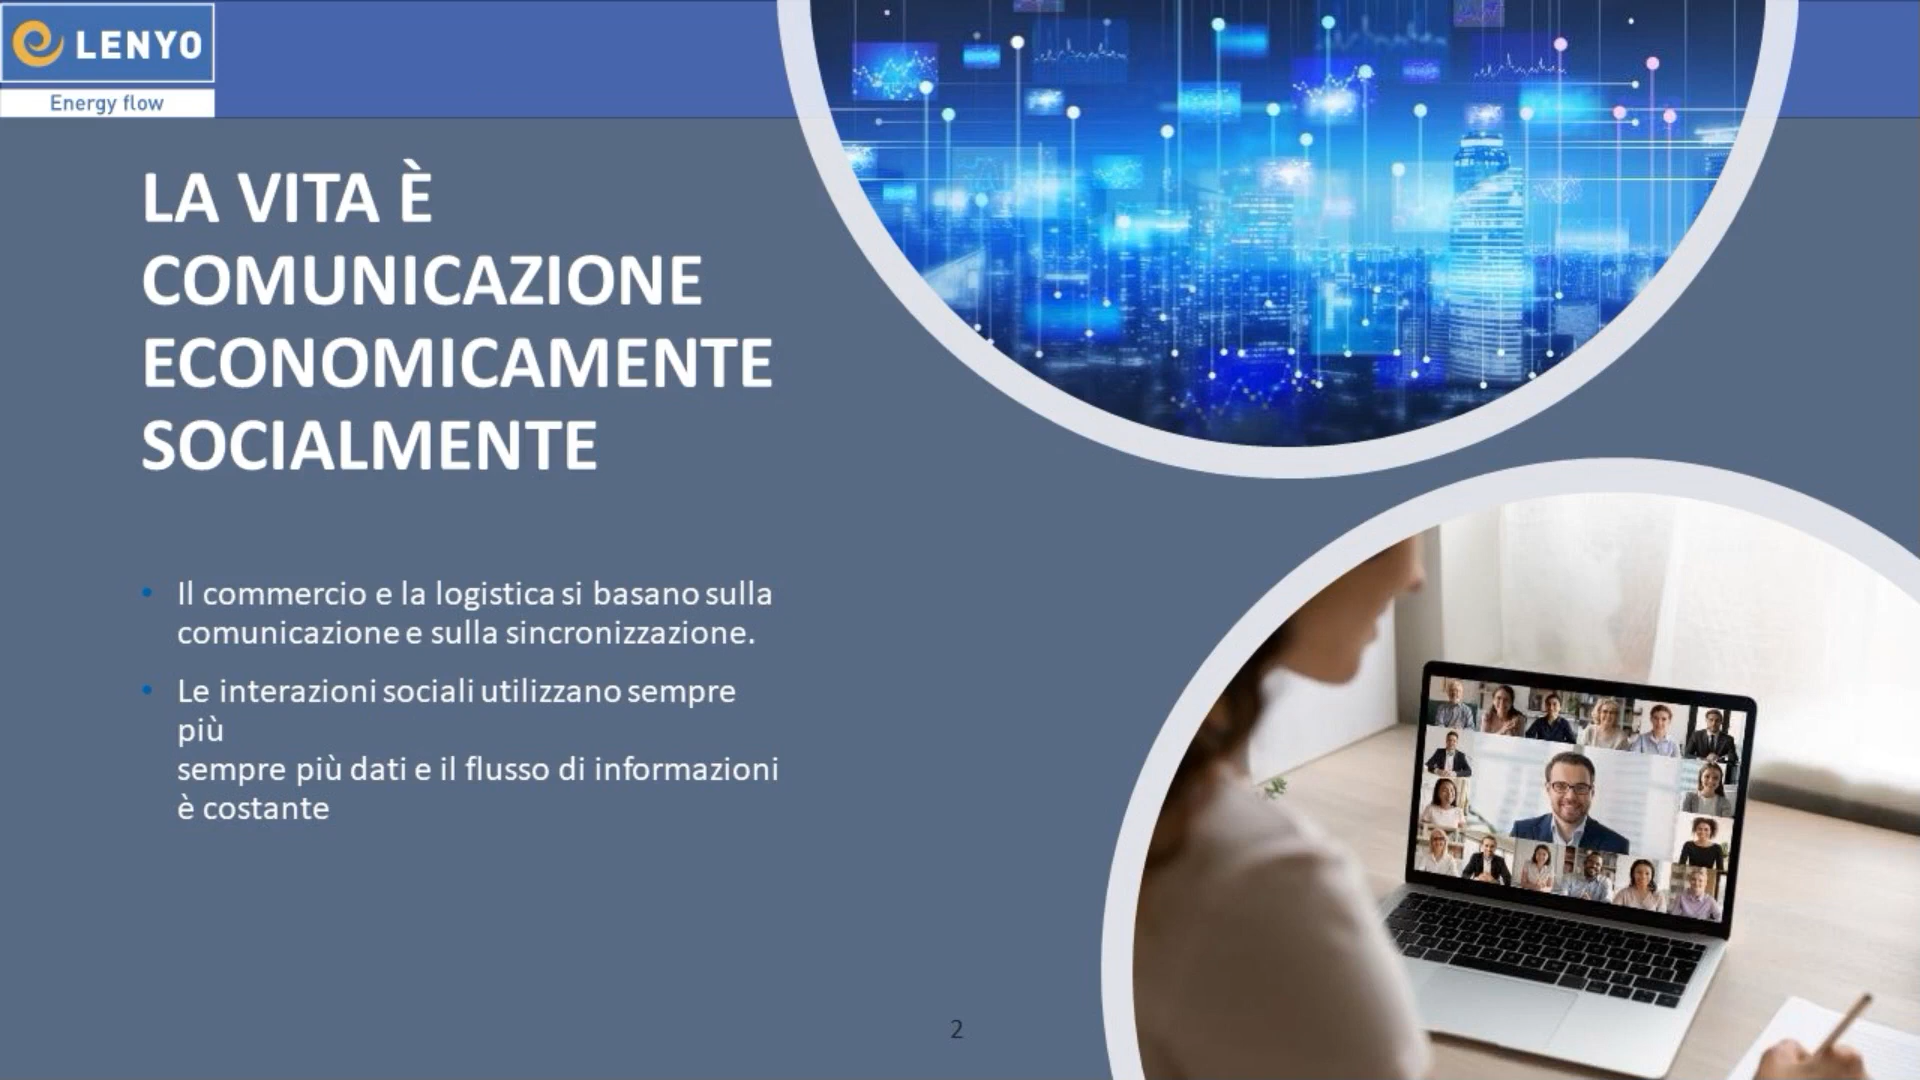 LENYO
Energy flow
LA VITA È
COMUNICAZIONE
ECONOMICAMENTE
SOCIALMENTE
• Il commercio e la logistica si basano sulla
comunicazione e sulla sincronizzazione.
• Le interazioni sociali utilizzano sempre
più
sempre più dati e il flusso di informazioni
è costante
2